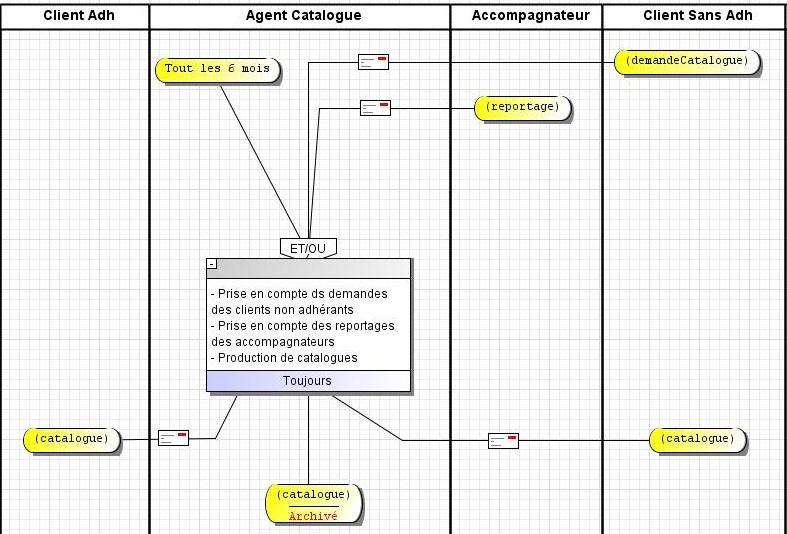 Client Adh
Agent Catalogue
Accompagnateur
Client Sans Adh
Tout les 6 mois
(demandeCatalogue)
(reportage)
ET/OU
- Prise en compte ds demandes
des clients non adhérants
- Prise en compte des reportages
des accompagnateurs
- Production de catalogues
Toujours
(catalogue)
(catalogue)
(catalogue)
Archivé